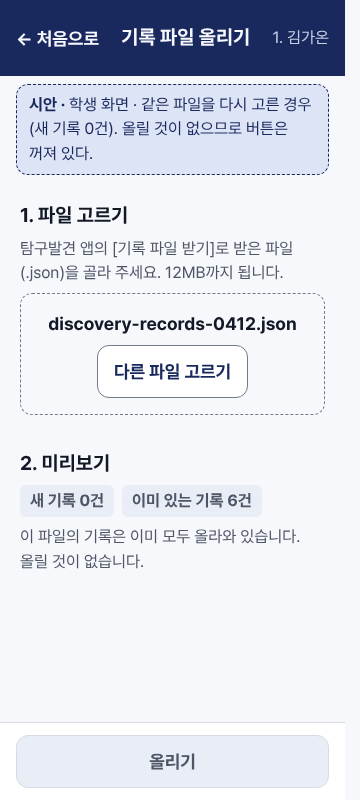 ← 처음으로 기록 파일 올리기 1. 김가온
시안 · 학생 화면 · 같은 파일을 다시 고른 경우
(새 기록 0건). 올릴 것이 없으므로 버튼은
꺼져 있다.
1. 파일 고르기
탐구발견 앱의 [기록 파일 받기]로 받은 파일
(.json)을 골라 주세요. 12MB까지 됩니다.
discovery-records-0412.json
다른 파일 고르기
2. 미리보기
새 기록 0건 이미 있는 기록 6건
이 파일의 기록은 이미 모두 올라와 있습니다.
올릴 것이 없습니다.
올리기